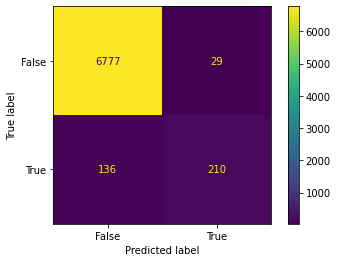 False
6777
29
True
136
210
False
True
Predicted label
True label
6000
5000
4000
3000
2000
1000